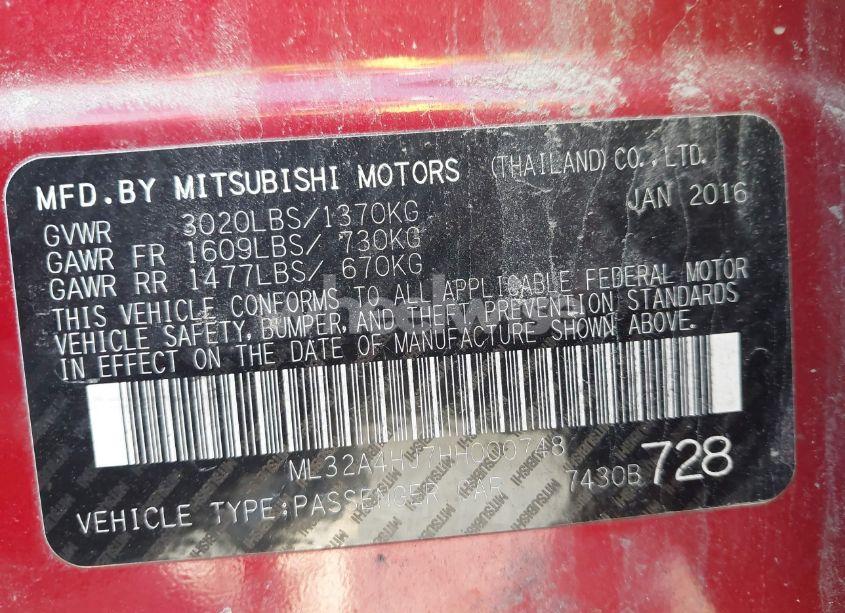 MFD.BY MITSUBISHI MOTORS (THAILAND) CO.,LTD.
GVWR 3020LBS/1370KG JAN 2016
GAWR FR 1609LBS/ 730KG
GAWR RR 1477LBS/ 670KG
THIS VEHICLE CONFORMS TO ALL APPLICABLE FEDERAL MOTOR
VEHICLE SAFETY, BUMPER, AND THEFT PREVENTION STANDARDS
IN EFFECT ON THE DATE OF MANUFACTURE SHOWN ABOVE.
ML32A4HJ7HH000748
7430B 728
VEHICLE TYPE:PASSENGER CAR